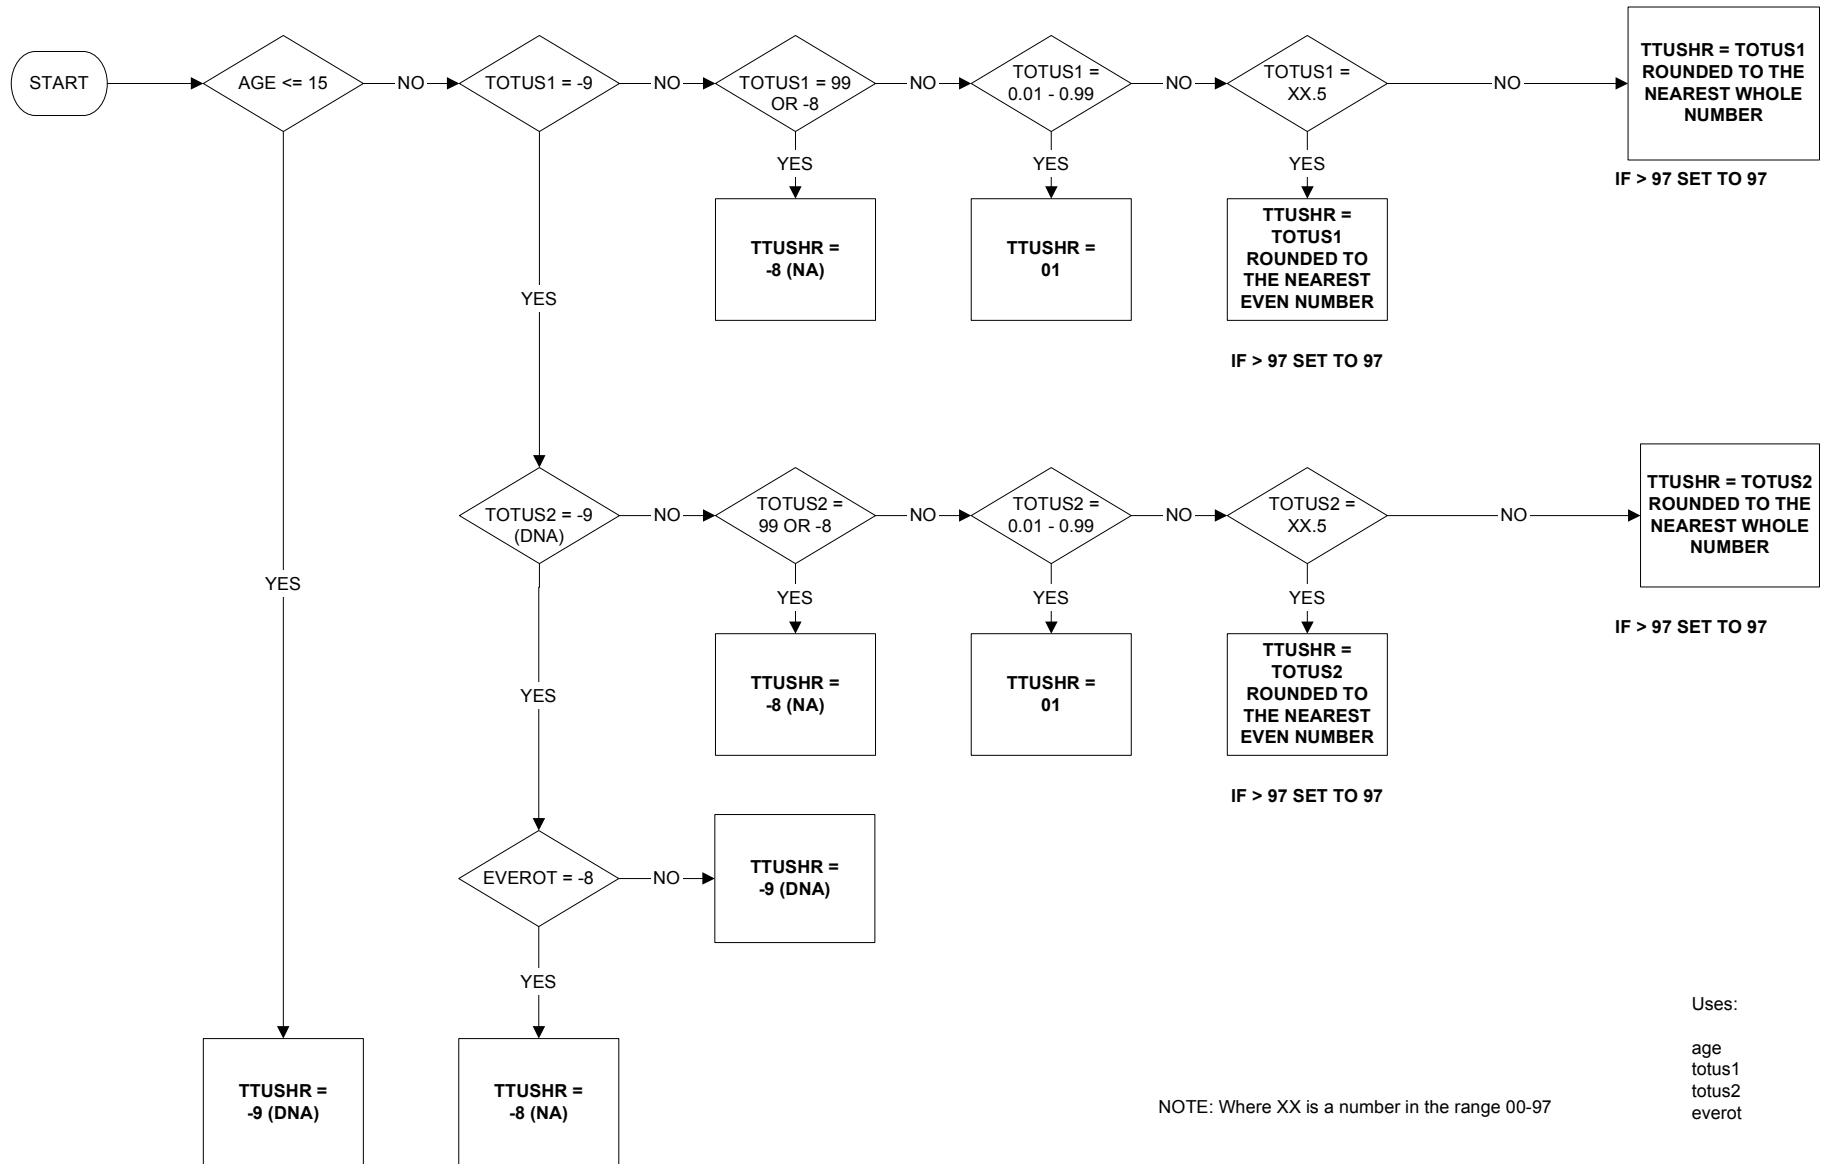 START
AGE <= 15
NO
TOTUS1 = -9
NO
TOTUS1 = 99
OR -8
NO
TOTUS1 =
0.01 - 0.99
NO
TOTUS1 =
XX.5
NO
TTUSHR = TOTUS1
ROUNDED TO THE
NEAREST WHOLE
NUMBER
IF > 97 SET TO 97
YES
YES
YES
TTUSHR =
-8 (NA)
TTUSHR =
01
TTUSHR =
TOTUS1
ROUNDED TO
THE NEAREST
EVEN NUMBER
IF > 97 SET TO 97
YES
TOTUS2 = -9
(DNA)
NO
TOTUS2 =
99 OR -8
NO
TOTUS2 =
0.01 - 0.99
NO
TOTUS2 =
XX.5
NO
TTUSHR = TOTUS2
ROUNDED TO THE
NEAREST WHOLE
NUMBER
IF > 97 SET TO 97
YES
YES
YES
YES
TTUSHR =
-8 (NA)
TTUSHR =
01
TTUSHR =
TOTUS2
ROUNDED TO
THE NEAREST
EVEN NUMBER
IF > 97 SET TO 97
YES
EVEROT = -8
NO
TTUSHR =
-9 (DNA)
YES
TTUSHR =
-9 (DNA)
TTUSHR =
-8 (NA)
NOTE: Where XX is a number in the range 00-97
Uses:
age
totus1
totus2
everot